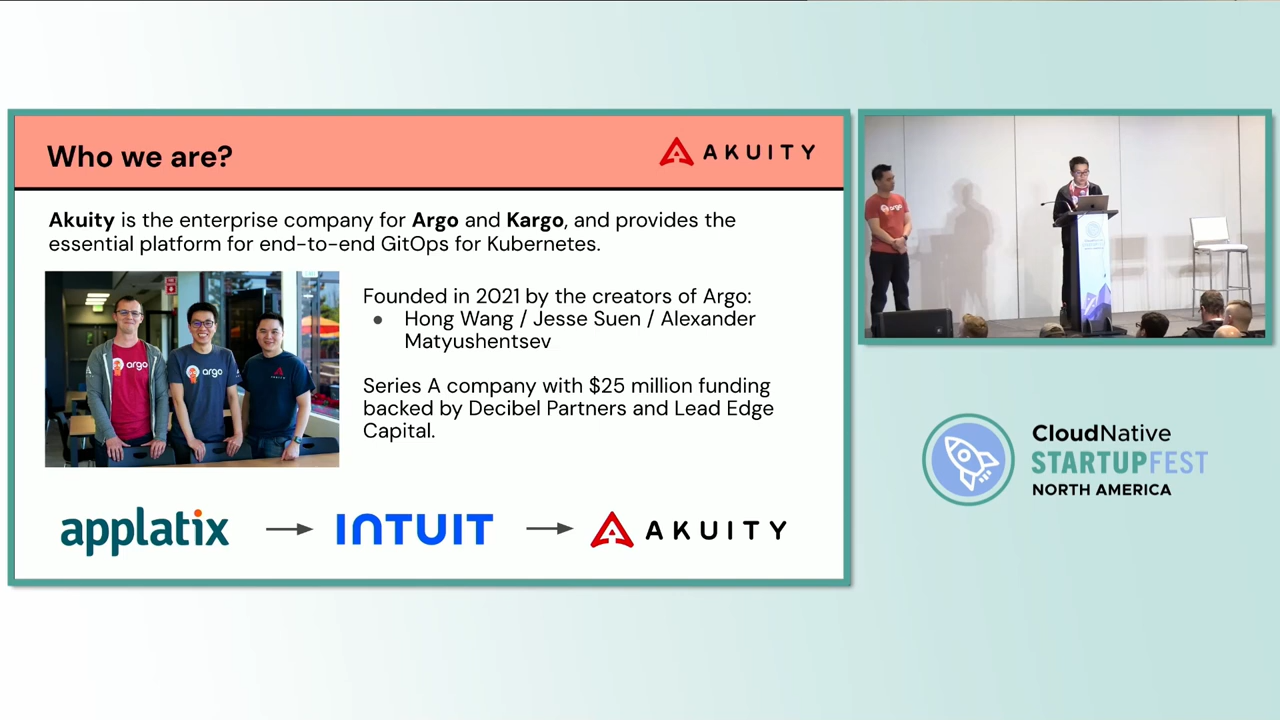 Who we are?
AKUITY
Akuity is the enterprise company for Argo and Kargo, and provides the
essential platform for end-to-end GitOps for Kubernetes.
argo
argo
Founded in 2021 by the creators of Argo:
● Hong Wang / Jesse Suen / Alexander
Matyushentsev
Series A company with $25 million funding
backed by Decibel Partners and Lead Edge
Capital.
applatix
INTUIT
AKUITY
CloudNative
STARTUPFEST
NORTH AMERICA